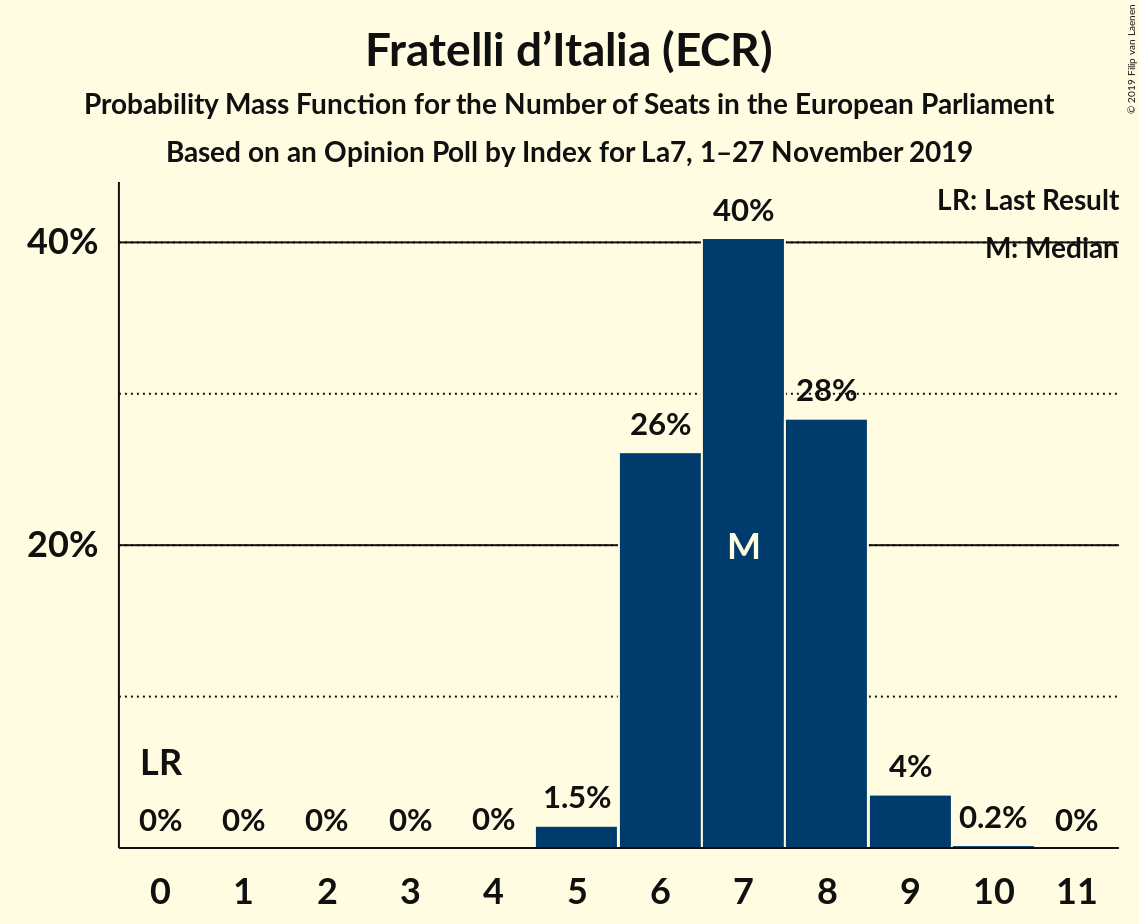 Fratelli d’Italia (ECR)
Probability Mass Function for the Number of Seats in the European Parliament
Based on an Opinion Poll by Index for La7, 1–27 November 2019
© 2019 Filip van Laenen
LR: Last Result
M: Median
40%
20%
40%
28%
26%
M
LR
0% 0% 0% 0% 0% 1.5% 4% 0.2% 0%
0 1 2 3 4 5 6 7 8 9 10 11